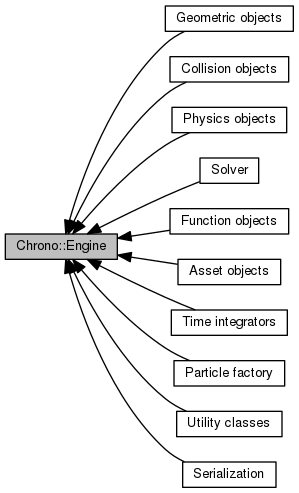 Geometric objects
Collision objects
Physics objects
Solver
Function objects
Chrono::Engine
Asset objects
Time integrators
Particle factory
Utility classes
Serialization